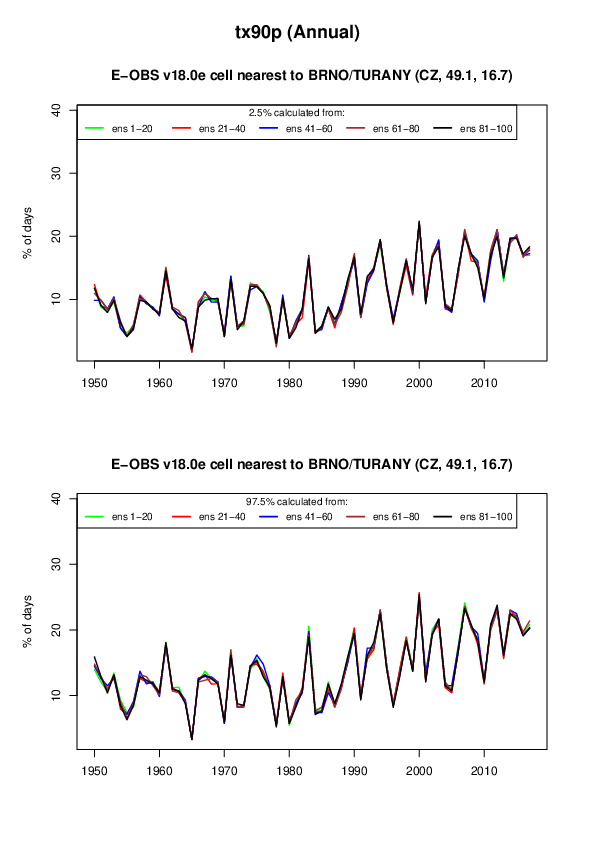 tx90p (Annual)
E−OBS v18.0e cell nearest to BRNO/TURANY (CZ, 49.1, 16.7)
2.5% calculated from:
ens 1−20 ens 21−40 ens 41−60 ens 61−80 ens 81−100
% of days
40
30
20
10
1950 1960 1970 1980 1990 2000 2010
E−OBS v18.0e cell nearest to BRNO/TURANY (CZ, 49.1, 16.7)
97.5% calculated from:
ens 1−20 ens 21−40 ens 41−60 ens 61−80 ens 81−100
% of days
40
30
20
10
1950 1960 1970 1980 1990 2000 2010